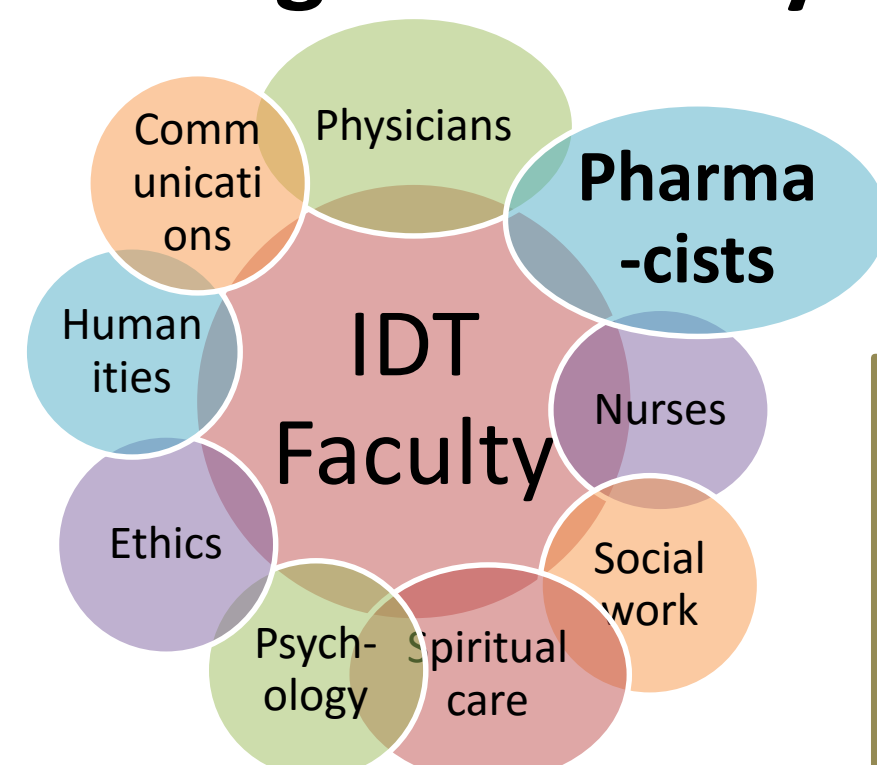 Physicians
Pharma
-cists
Nurses
Social
work
Spiritual
care
Psych-
ology
Ethics
Human
ities
Comm
unicati
ons
IDT
Faculty